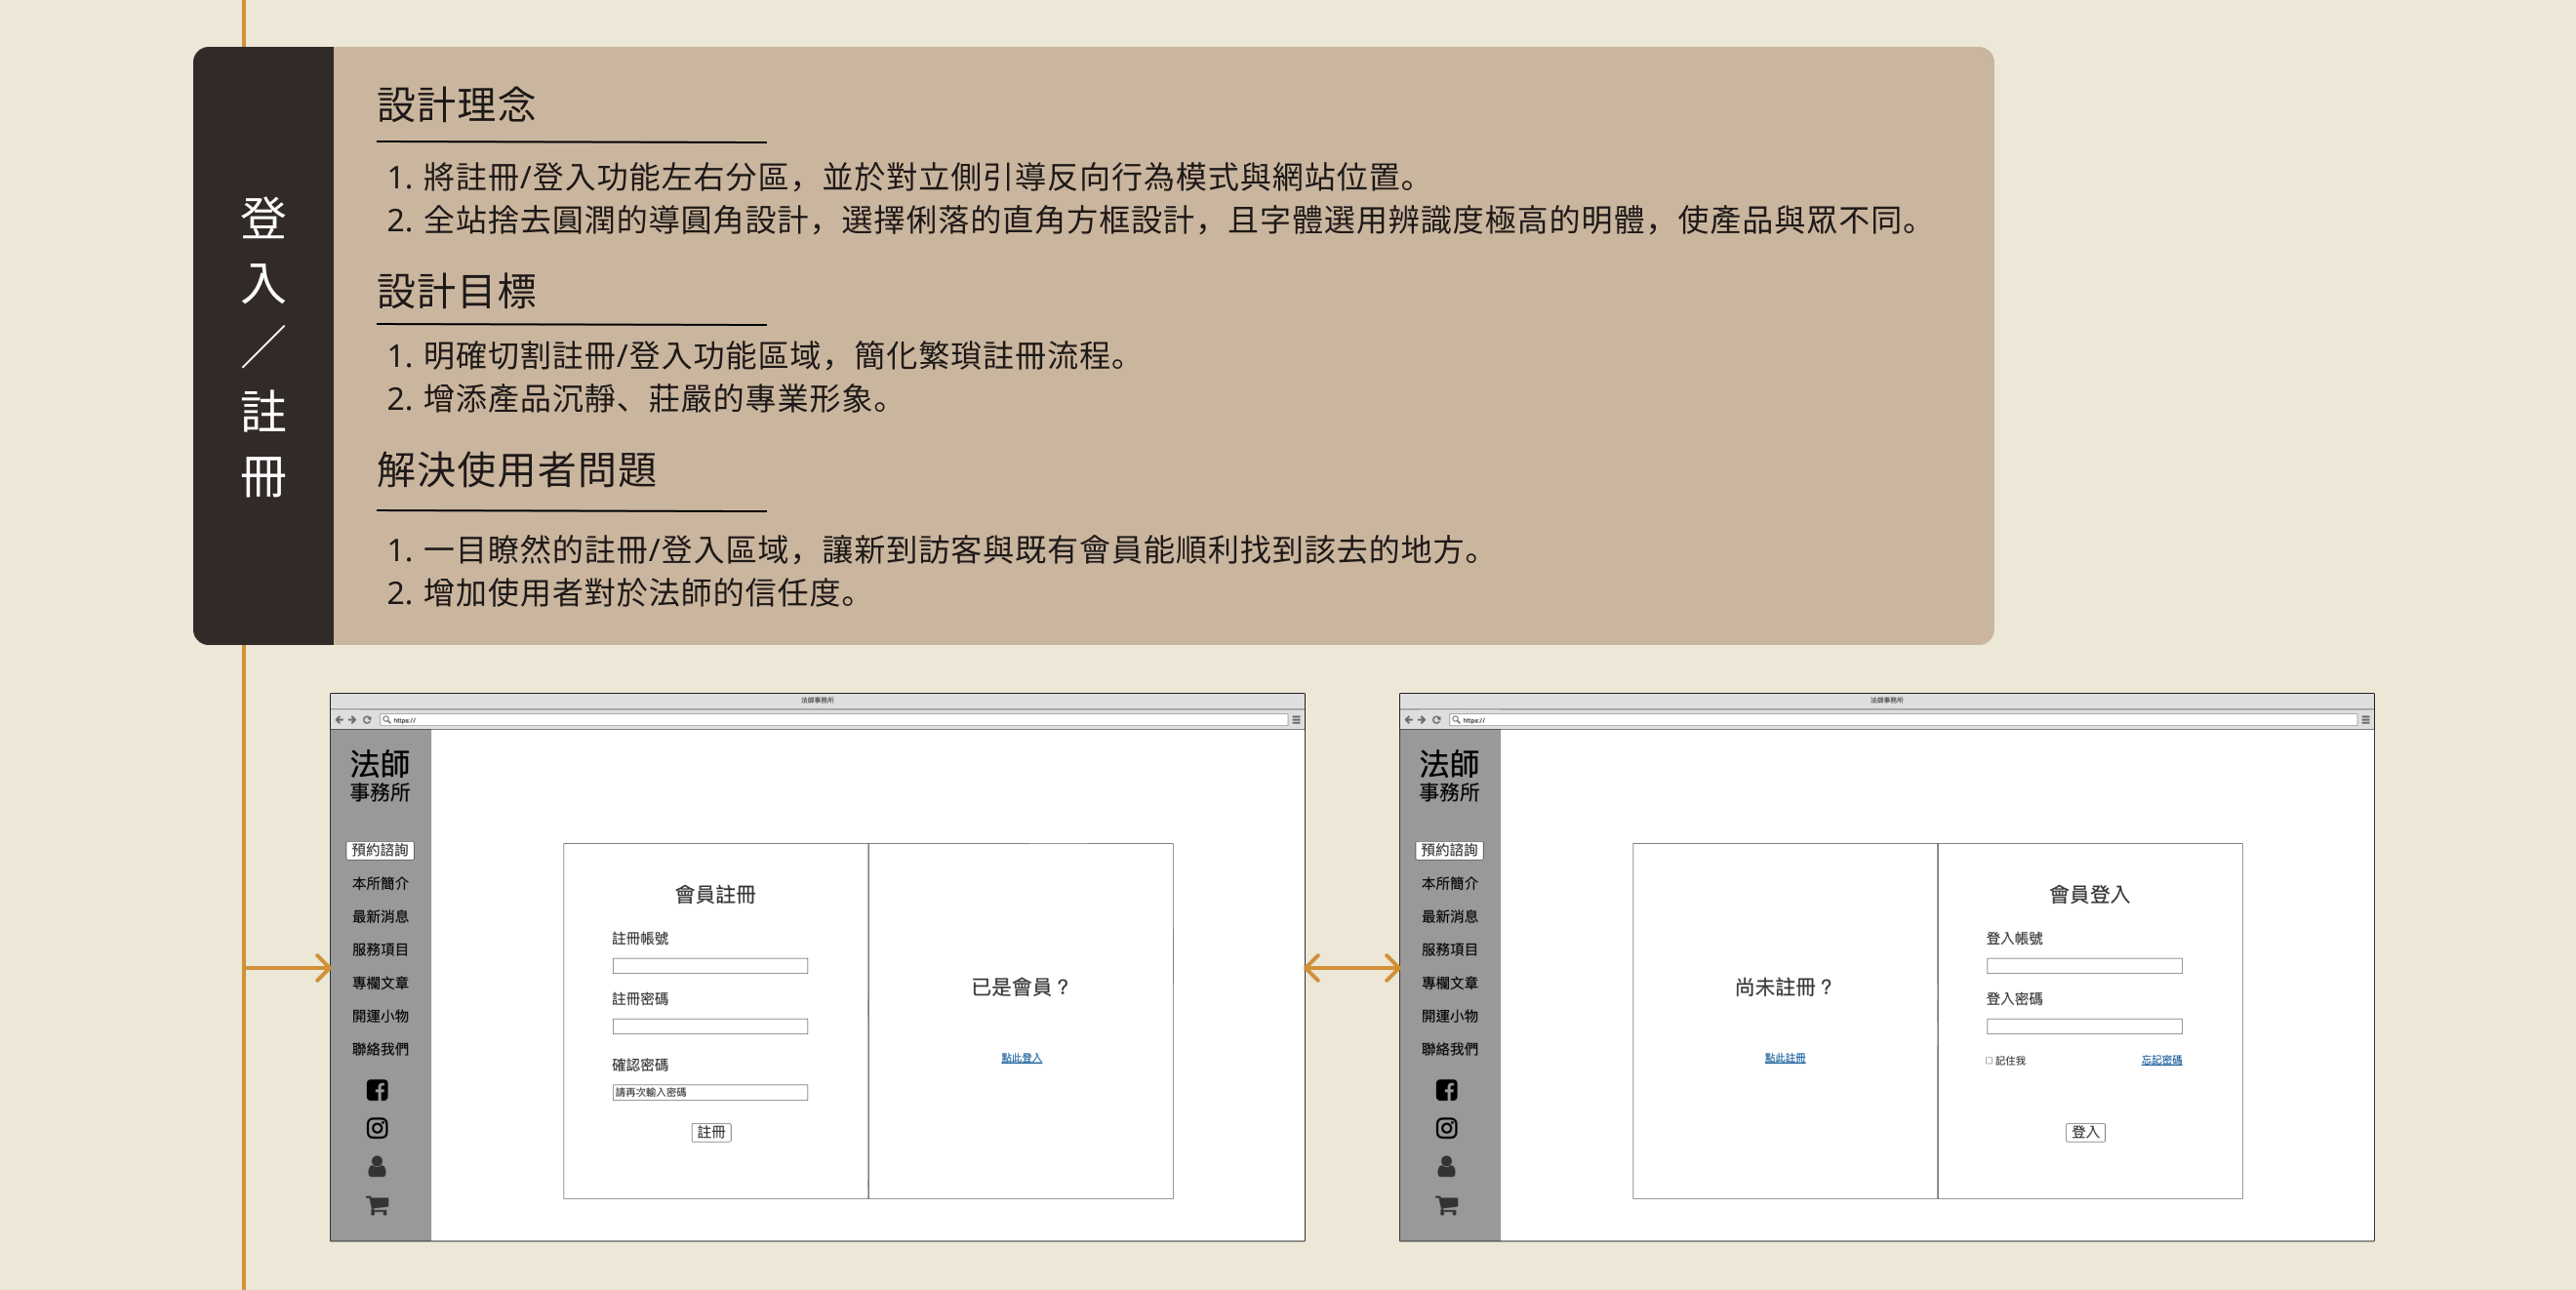 登入／註冊
設計理念
1. 將註冊/登入功能左右分區，並於對立側引導反向行為模式與網站位置。
2. 全站捨去圓潤的導圓角設計，選擇俐落的直角方框設計，且字體選用辨識度極高的明體，使產品與眾不同。
設計目標
1. 明確切割註冊/登入功能區域，簡化繁瑣註冊流程。
2. 增添產品沉靜、莊嚴的專業形象。
解決使用者問題
1. 一目瞭然的註冊/登入區域，讓新到訪客與既有會員能順利找到該去的地方。
2. 增加使用者對於法師的信任度。
法師事務所
https://
法師
事務所
預約諮詢
本所簡介
最新消息
服務項目
專欄文章
開運小物
聯絡我們
會員註冊
註冊帳號
註冊密碼
確認密碼
請再次輸入密碼
註冊
已是會員？
點此登入
法師事務所
https://
法師
事務所
預約諮詢
本所簡介
最新消息
服務項目
專欄文章
開運小物
聯絡我們
尚未註冊？
點此註冊
會員登入
登入帳號
登入密碼
記住我
忘記密碼
登入